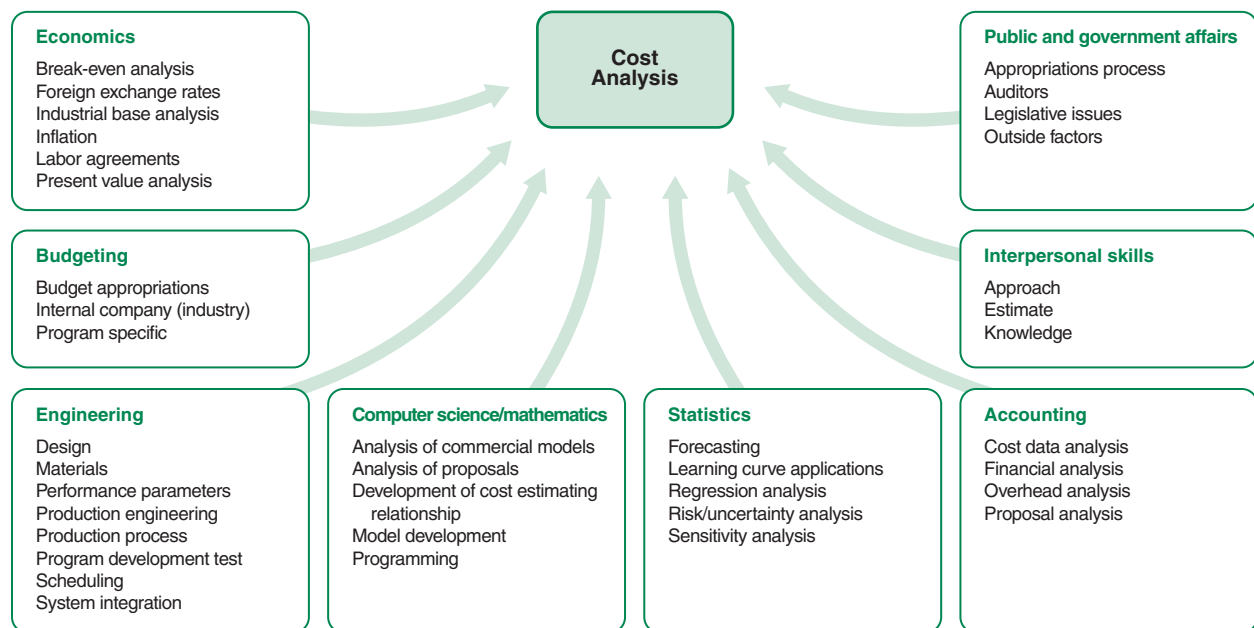 Cost
Analysis
Economics
Break-even analysis
Foreign exchange rates
Industrial base analysis
Inflation
Labor agreements
Present value analysis
Public and government affairs
Appropriations process
Auditors
Legislative issues
Outside factors
Budgeting
Budget appropriations
Internal company (industry)
Program specific
Interpersonal skills
Approach
Estimate
Knowledge
Engineering
Design
Materials
Performance parameters
Production engineering
Production process
Program development test
Scheduling
System integration
Computer science/mathematics
Analysis of commercial models
Analysis of proposals
Development of cost estimating
relationship
Model development
Programming
Statistics
Forecasting
Learning curve applications
Regression analysis
Risk/uncertainty analysis
Sensitivity analysis
Accounting
Cost data analysis
Financial analysis
Overhead analysis
Proposal analysis